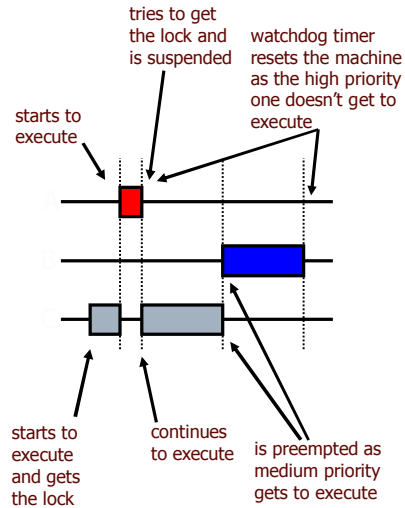 tries to get
the lock and
is suspended
watchdog timer
resets the machine
as the high priority
one doesn't get to
execute
starts to
execute
A
B
C
starts to
execute
and gets
the lock
continues
to execute
is preempted as
medium priority
gets to execute